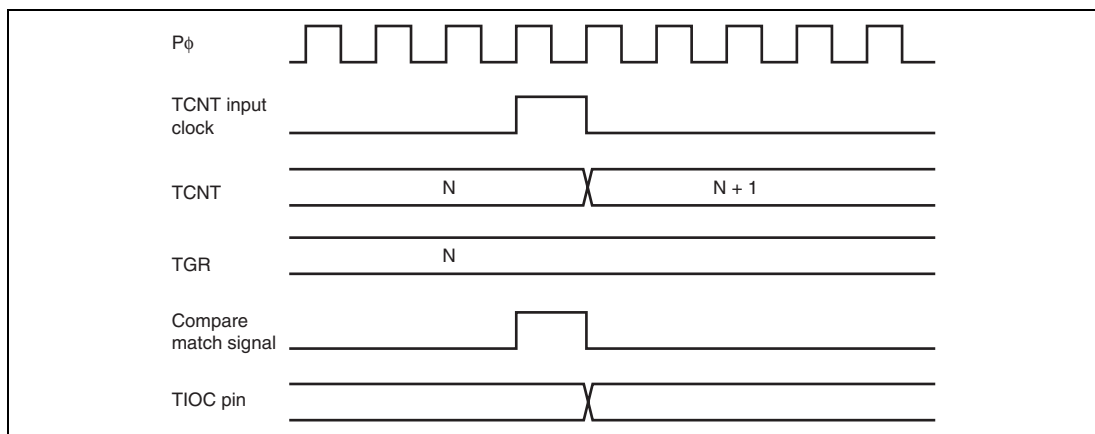 Pϕ
TCNT input
clock
TCNT
N
N + 1
TGR
N
Compare
match signal
TIOC pin